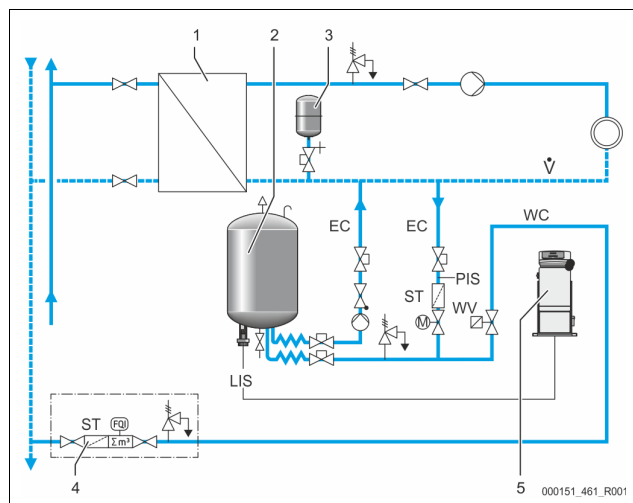 1
2
3
V̇
EC
EC
WC
PIS
ST
WV
M
5
LIS
ST
FQI
Σ m³
4
000151_461_R001